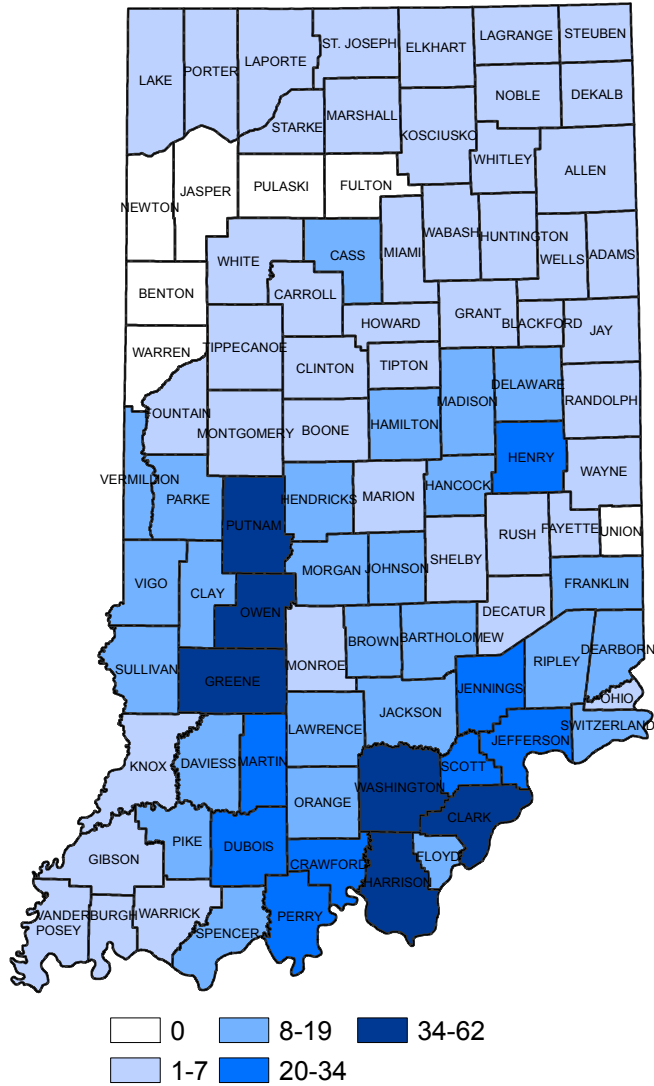 LAKE
PORTER
LAPORTE
ST. JOSEPH
ELKHART
LAGRANGE
STEUBEN
NOBLE
DEKALB
STARKE
MARSHALL
KOSCIUSKO
WHITLEY
ALLEN
NEWTON
JASPER
PULASKI
FULTON
WHITE
CASS
MIAMI
WABASH
HUNTINGTON
WELLS
ADAMS
BENTON
CARROLL
HOWARD
GRANT
BLACKFORD
JAY
WARREN
TIPPECANOE
CLINTON
TIPTON
MADISON
DELAWARE
RANDOLPH
FOUNTAIN
MONTGOMERY
BOONE
HAMILTON
HENRY
WAYNE
VERMILLION
PARKE
PUTNAM
HENDRICKS
MARION
HANCOCK
RUSH
FAYETTE
UNION
SHELBY
VIGO
CLAY
OWEN
MORGAN
JOHNSON
DECATUR
FRANKLIN
SULLIVAN
GREENE
MONROE
BROWN
BARTHOLOMEW
JENNINGS
RIPLEY
DEARBORN
OHIO
SWITZERLAND
JEFFERSON
KNOX
DAVIESS
MARTIN
LAWRENCE
JACKSON
SCOTT
WASHINGTON
ORANGE
CLARK
GIBSON
PIKE
DUBOIS
CRAWFORD
FLOYD
HARRISON
VANDER BURGH
POSEY
WARRICK
SPENCER
PERRY
0 8-19 34-62
1-7 20-34